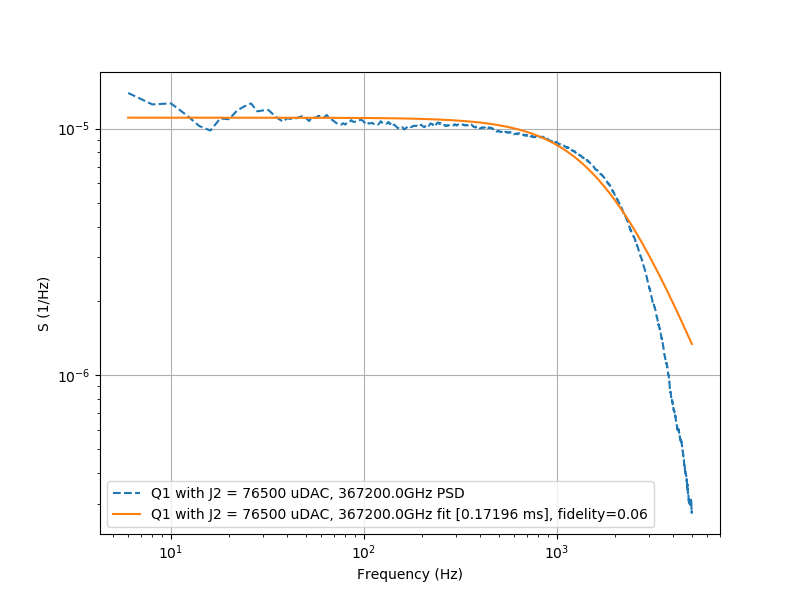 S (1/Hz)
10⁻⁵
10⁻⁶
Q1 with J2 = 76500 uDAC, 367200.0GHz PSD
Q1 with J2 = 76500 uDAC, 367200.0GHz fit [0.17196 ms], fidelity=0.06
10¹ 10² 10³
Frequency (Hz)